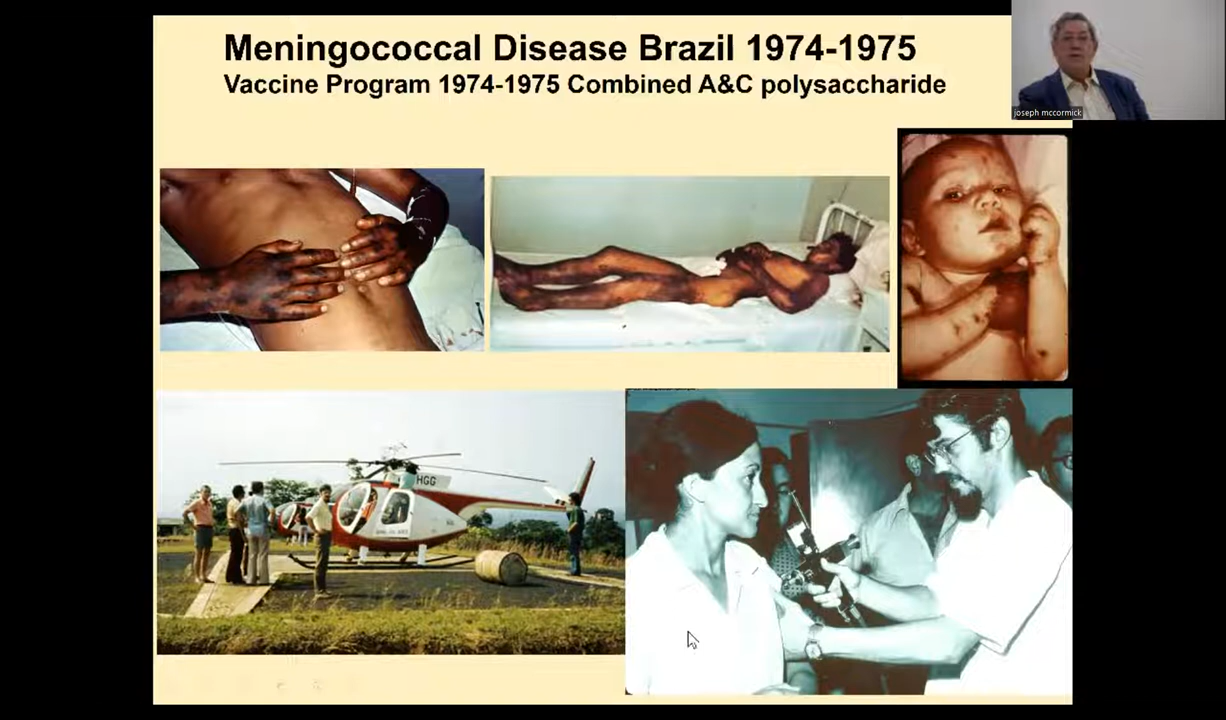 Meningococcal Disease Brazil 1974-1975
Vaccine Program 1974-1975 Combined A&C polysaccharide
joseph mccormick
HGG